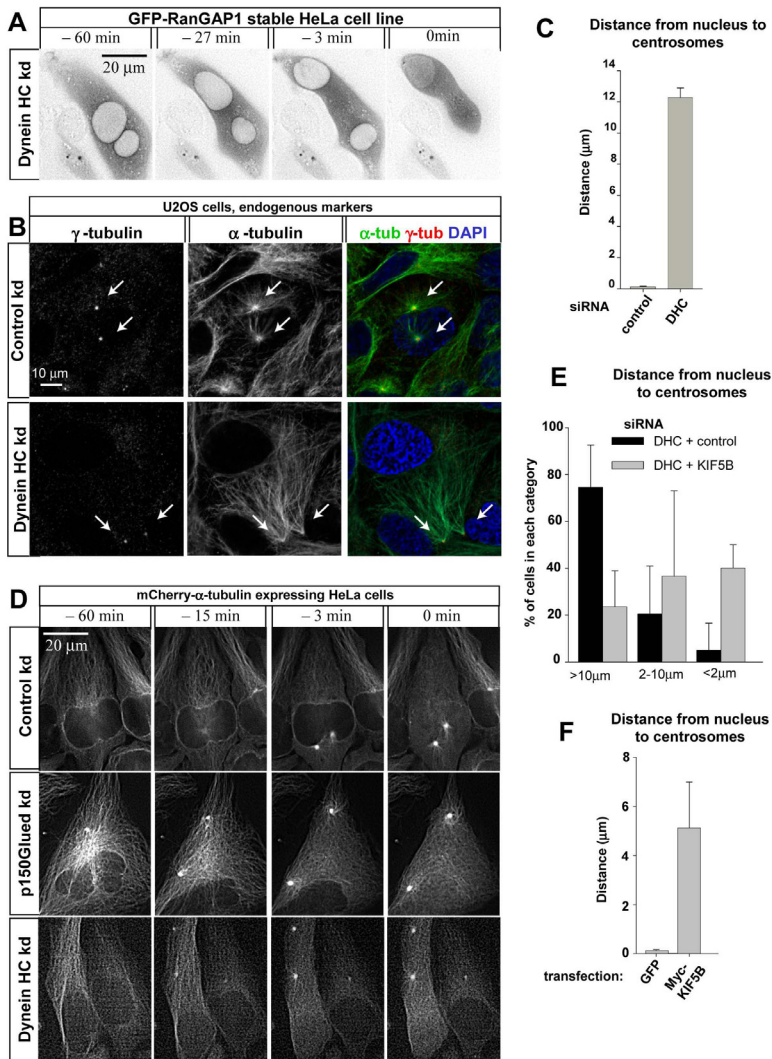 A
GFP-RanGAP1 stable HeLa cell line
– 60 min – 27 min – 3 min 0min
20 µm
Dynein HC kd
B
U2OS cells, endogenous markers
γ -tubulin α -tubulin α-tub γ-tub DAPI
Control kd
10 µm
Dynein HC kd
D
mCherry-α-tubulin expressing HeLa cells
– 60 min – 15 min – 3 min 0 min
20 µm
Control kd
p150Glued kd
Dynein HC kd
C
Distance from nucleus to
centrosomes
14
12
10
8
6
4
2
0
Distance (µm)
siRNA
control
DHC
E
Distance from nucleus
to centrosomes
siRNA
DHC + control
DHC + KIF5B
100
80
60
40
20
0
% of cells in each category
>10µm 2-10µm <2µm
F
Distance from nucleus
to centrosomes
8
6
4
2
0
Distance (µm)
transfection:
GFP
Myc-
KIF5B